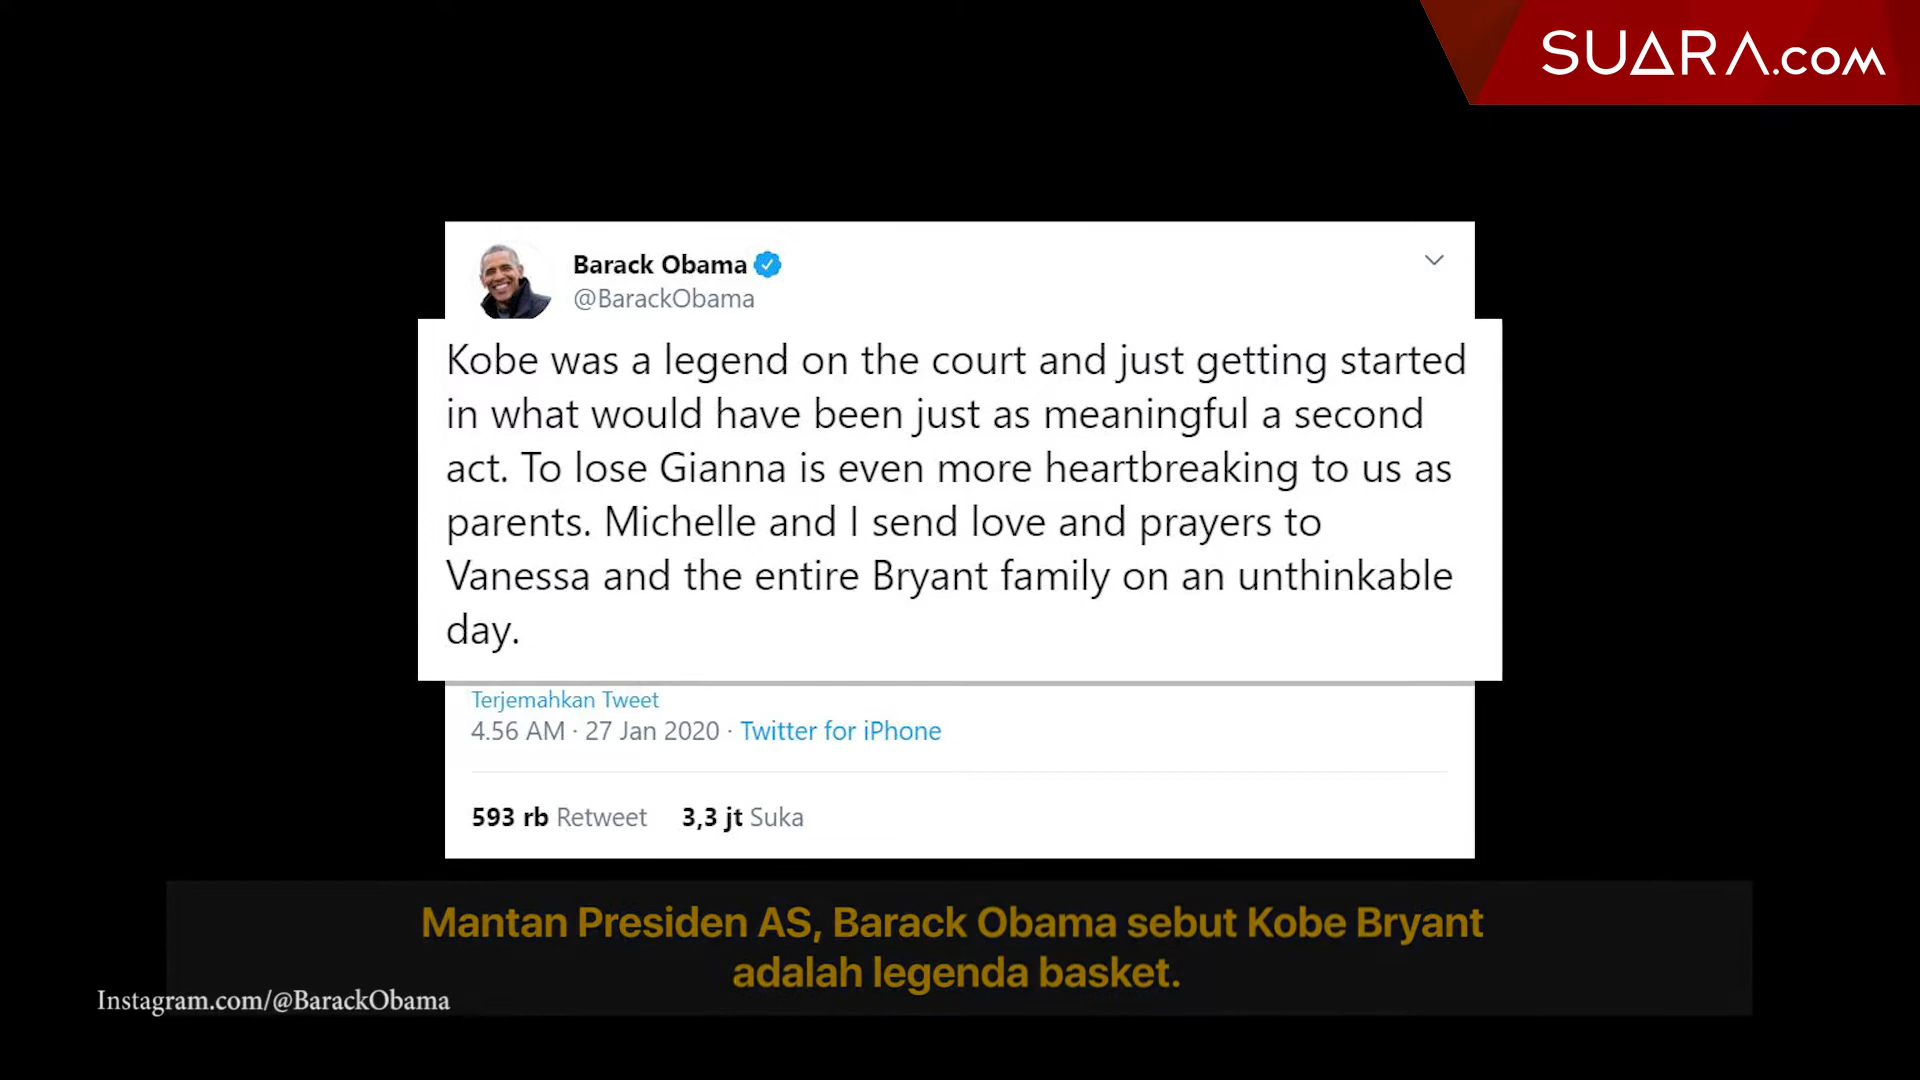 SUARA.COM
Barack Obama
@BarackObama
Kobe was a legend on the court and just getting started
in what would have been just as meaningful a second
act. To lose Gianna is even more heartbreaking to us as
parents. Michelle and I send love and prayers to
Vanessa and the entire Bryant family on an unthinkable
day.
Terjemahkan Tweet
4.56 AM · 27 Jan 2020 · Twitter for iPhone
593 rb Retweet 3,3 jt Suka
Mantan Presiden AS, Barack Obama sebut Kobe Bryant
adalah legenda basket.
Instagram.com/@BarackObama